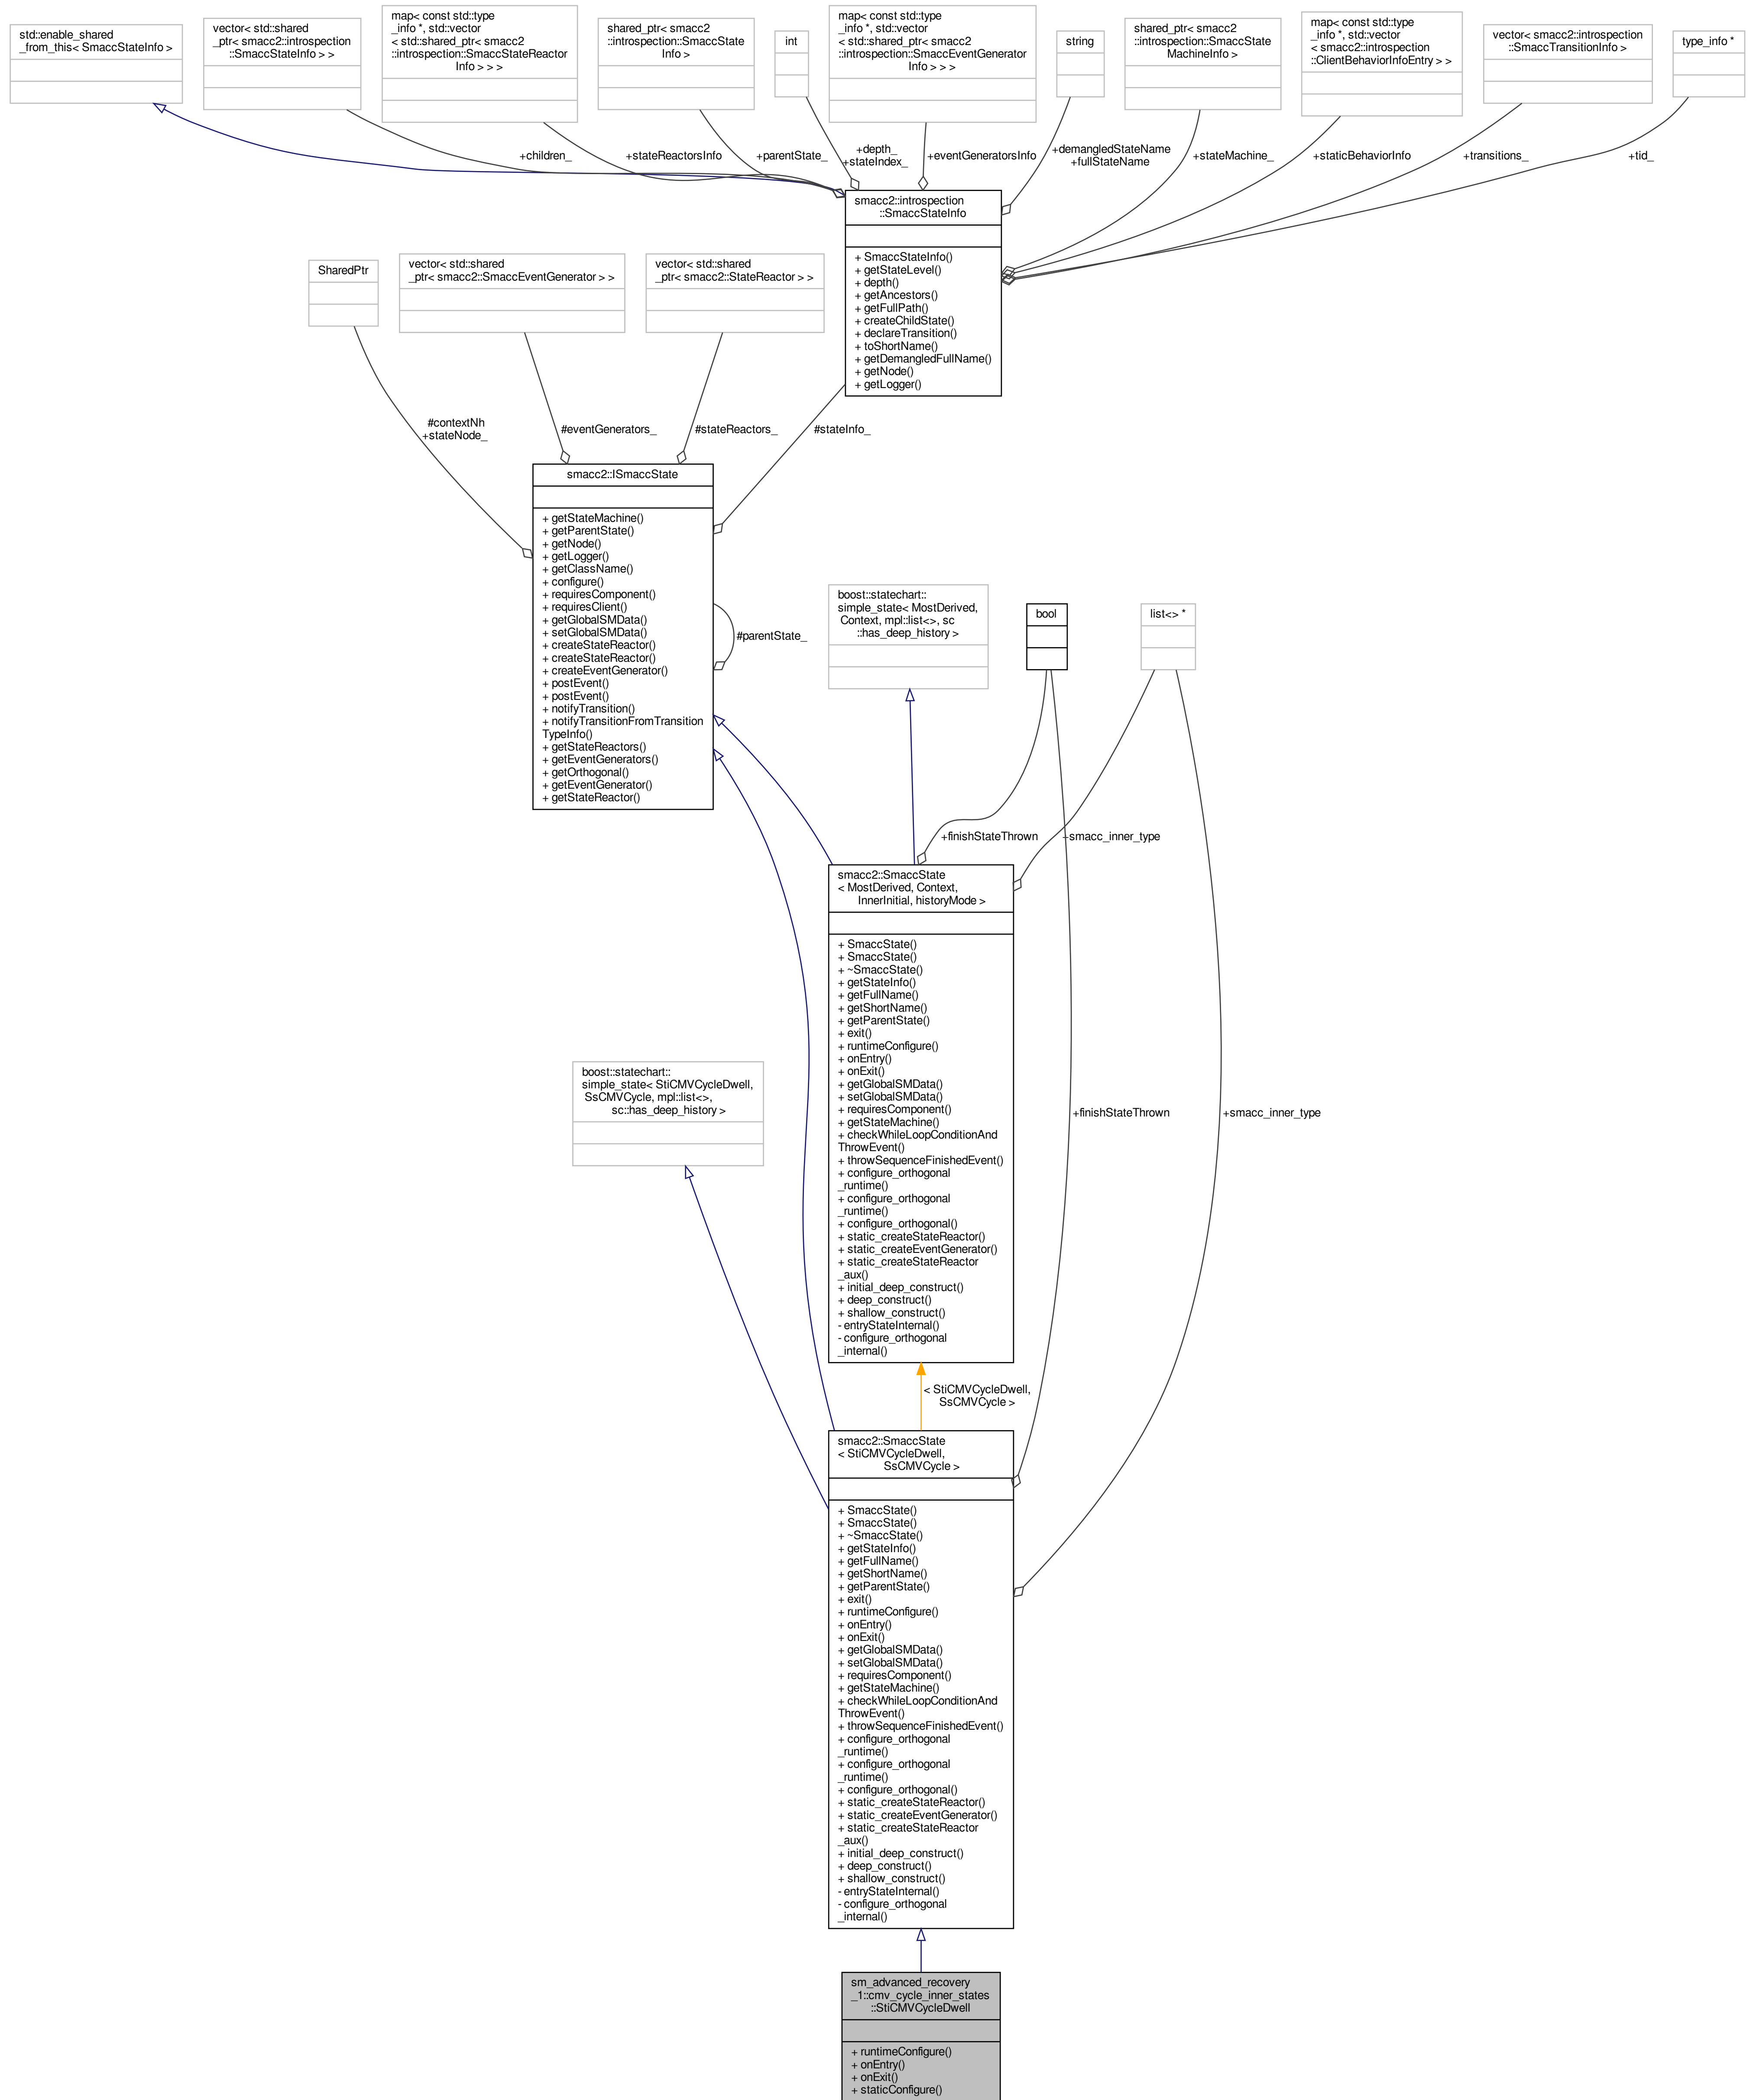 std::enable_shared
_from_this< SmaccStateInfo >
vector< std::shared
_ptr< smacc2::introspection
::SmaccStateInfo > >
map< const std::type
_info *, std::vector
< std::shared_ptr< smacc2
::introspection::SmaccStateReactor
Info > > >
shared_ptr< smacc2
::introspection::SmaccState
Info >
int
map< const std::type
_info *, std::vector
< std::shared_ptr< smacc2
::introspection::SmaccEventGenerator
Info > > >
string
shared_ptr< smacc2
::introspection::SmaccState
MachineInfo >
map< const std::type
_info *, std::vector
< smacc2::introspection
::ClientBehaviorInfoEntry > >
vector< smacc2::introspection
::SmaccTransitionInfo >
type_info *
+children_
+stateReactorsInfo
+parentState_
+depth_
+stateIndex_
+eventGeneratorsInfo
+demangledStateName
+fullStateName
+stateMachine_
+staticBehaviorInfo
+transitions_
+tid_
smacc2::introspection
::SmaccStateInfo
+ SmaccStateInfo()
+ getStateLevel()
+ depth()
+ getAncestors()
+ getFullPath()
+ createChildState()
+ declareTransition()
+ toShortName()
+ getDemangledFullName()
+ getNode()
+ getLogger()
SharedPtr
vector< std::shared
_ptr< smacc2::SmaccEventGenerator > >
vector< std::shared
_ptr< smacc2::StateReactor > >
#contextNh
+stateNode_
#eventGenerators_
#stateReactors_
#stateInfo_
smacc2::ISmaccState
+ getStateMachine()
+ getParentState()
+ getNode()
+ getLogger()
+ getClassName()
+ configure()
+ requiresComponent()
+ requiresClient()
+ getGlobalSMData()
+ setGlobalSMData()
+ createStateReactor()
+ createStateReactor()
+ createEventGenerator()
+ postEvent()
+ postEvent()
+ notifyTransition()
+ notifyTransitionFromTransition
TypeInfo()
+ getStateReactors()
+ getEventGenerators()
+ getOrthogonal()
+ getEventGenerator()
+ getStateReactor()
#parentState_
boost::statechart::
simple_state< MostDerived,
Context, mpl::list<>, sc
::has_deep_history >
bool
list<> *
+finishStateThrown
+smacc_inner_type
smacc2::SmaccState
< MostDerived, Context,
InnerInitial, historyMode >
+ SmaccState()
+ SmaccState()
+ ~SmaccState()
+ getStateInfo()
+ getFullName()
+ getShortName()
+ getParentState()
+ exit()
+ runtimeConfigure()
+ onEntry()
+ onExit()
+ getGlobalSMData()
+ setGlobalSMData()
+ requiresComponent()
+ getStateMachine()
+ checkWhileLoopConditionAnd
ThrowEvent()
+ throwSequenceFinishedEvent()
+ configure_orthogonal
_runtime()
+ configure_orthogonal
_runtime()
+ configure_orthogonal()
+ static_createStateReactor()
+ static_createEventGenerator()
+ static_createStateReactor
_aux()
+ initial_deep_construct()
+ deep_construct()
+ shallow_construct()
- entryStateInternal()
- configure_orthogonal
_internal()
boost::statechart::
simple_state< StiCMVCycleDwell,
SsCMVCycle, mpl::list<>,
sc::has_deep_history >
+finishStateThrown
+smacc_inner_type
< StiCMVCycleDwell,
SsCMVCycle >
smacc2::SmaccState
< StiCMVCycleDwell,
SsCMVCycle >
+ SmaccState()
+ SmaccState()
+ ~SmaccState()
+ getStateInfo()
+ getFullName()
+ getShortName()
+ getParentState()
+ exit()
+ runtimeConfigure()
+ onEntry()
+ onExit()
+ getGlobalSMData()
+ setGlobalSMData()
+ requiresComponent()
+ getStateMachine()
+ checkWhileLoopConditionAnd
ThrowEvent()
+ throwSequenceFinishedEvent()
+ configure_orthogonal
_runtime()
+ configure_orthogonal
_runtime()
+ configure_orthogonal()
+ static_createStateReactor()
+ static_createEventGenerator()
+ static_createStateReactor
_aux()
+ initial_deep_construct()
+ deep_construct()
+ shallow_construct()
- entryStateInternal()
- configure_orthogonal
_internal()
sm_advanced_recovery
_1::cmv_cycle_inner_states
::StiCMVCycleDwell
+ runtimeConfigure()
+ onEntry()
+ onExit()
+ staticConfigure()